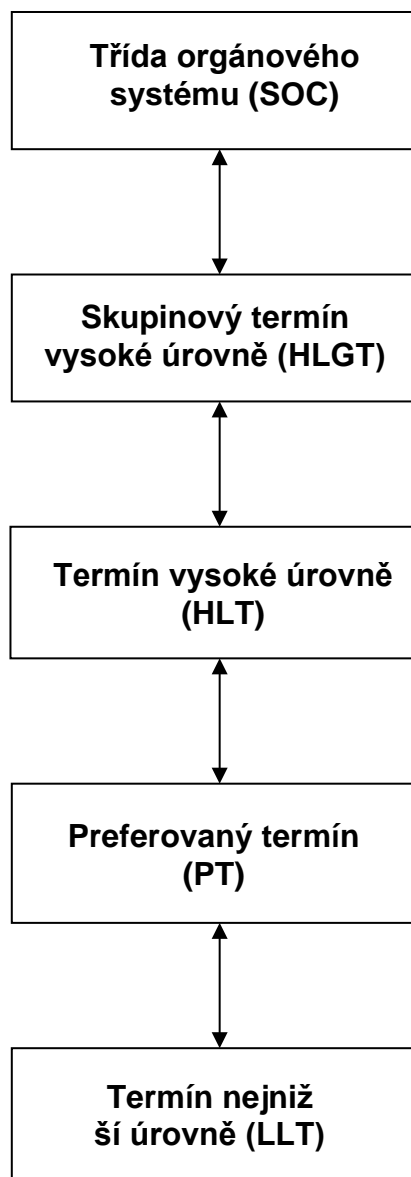 Třída orgánového
systému (SOC)
Skupinový termín
vysoké úrovně (HLGT)
Termín vysoké úrovně
(HLT)
Preferovaný termín
(PT)
Termín nejniž
ší úrovně (LLT)